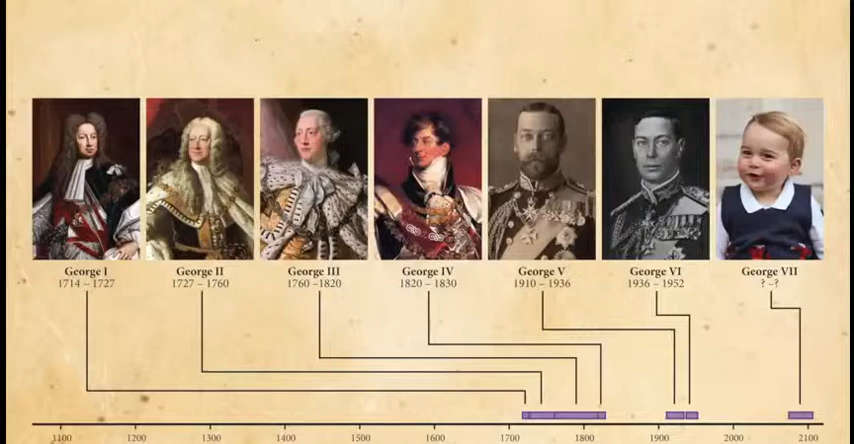 George I George II George III George IV George V George VI George VII
1714 – 1727 1727 – 1760 1760 –1820 1820 – 1830 1910 – 1936 1936 – 1952 ? –?
1100 1200 1300 1400 1500 1600 1700 1800 1900 2000 2100